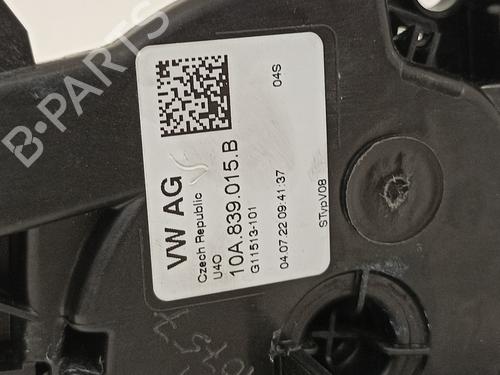 B-PARTS
VW AG
Czech Republic
U4O
10A.839.015.B
G11513-101
04.07.22 09:41:37
04S
STypV08